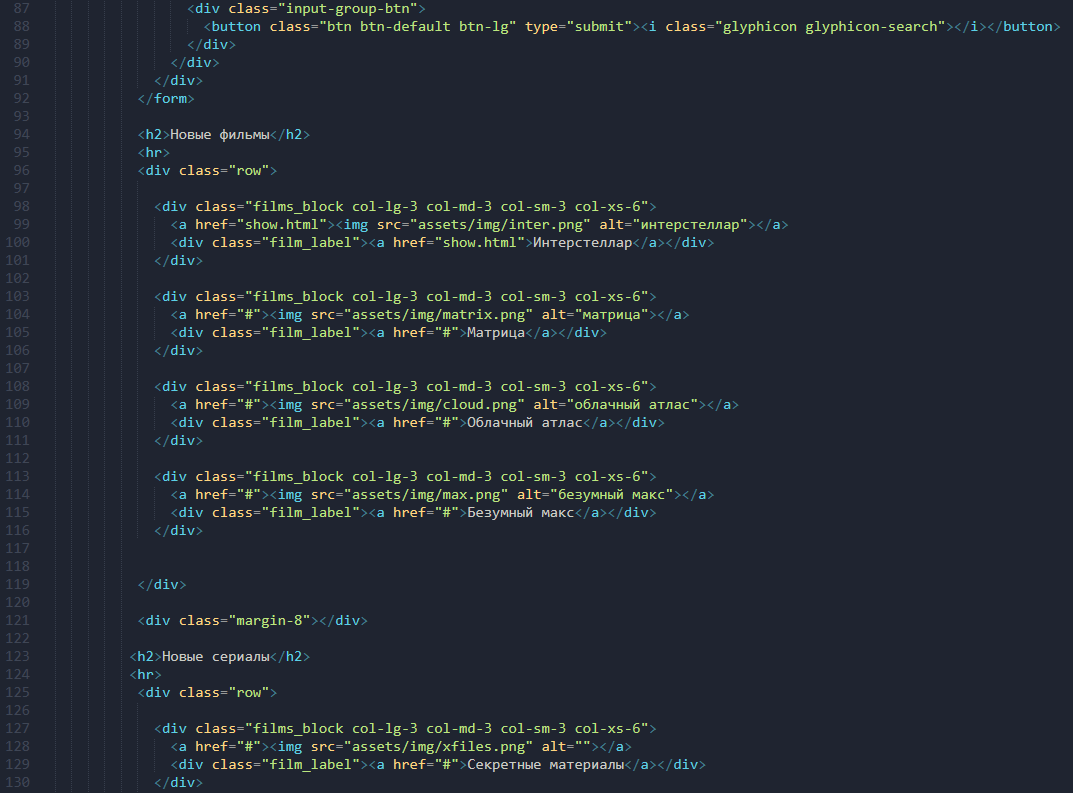 87 <div class="input-group-btn">
88 <button class="btn btn-default btn-lg" type="submit"><i class="glyphicon glyphicon-search"></i></button>
89 </div>
90 </div>
91 </div>
92 </form>
93
94 <h2>Новые фильмы</h2>
95 <hr>
96 <div class="row">
97
98 <div class="films_block col-lg-3 col-md-3 col-sm-3 col-xs-6">
99 <a href="show.html"><img src="assets/img/inter.png" alt="интерстеллар"></a>
100 <div class="film_label"><a href="show.html">Интерстеллар</a></div>
101 </div>
102
103 <div class="films_block col-lg-3 col-md-3 col-sm-3 col-xs-6">
104 <a href="#"><img src="assets/img/matrix.png" alt="матрица"></a>
105 <div class="film_label"><a href="#">Матрица</a></div>
106 </div>
107
108 <div class="films_block col-lg-3 col-md-3 col-sm-3 col-xs-6">
109 <a href="#"><img src="assets/img/cloud.png" alt="облачный атлас"></a>
110 <div class="film_label"><a href="#">Облачный атлас</a></div>
111 </div>
112
113 <div class="films_block col-lg-3 col-md-3 col-sm-3 col-xs-6">
114 <a href="#"><img src="assets/img/max.png" alt="безумный макс"></a>
115 <div class="film_label"><a href="#">Безумный макс</a></div>
116 </div>
117
118
119 </div>
120
121 <div class="margin-8"></div>
122
123 <h2>Новые сериалы</h2>
124 <hr>
125 <div class="row">
126
127 <div class="films_block col-lg-3 col-md-3 col-sm-3 col-xs-6">
128 <a href="#"><img src="assets/img/xfiles.png" alt=""></a>
129 <div class="film_label"><a href="#">Секретные материалы</a></div>
130 </div>